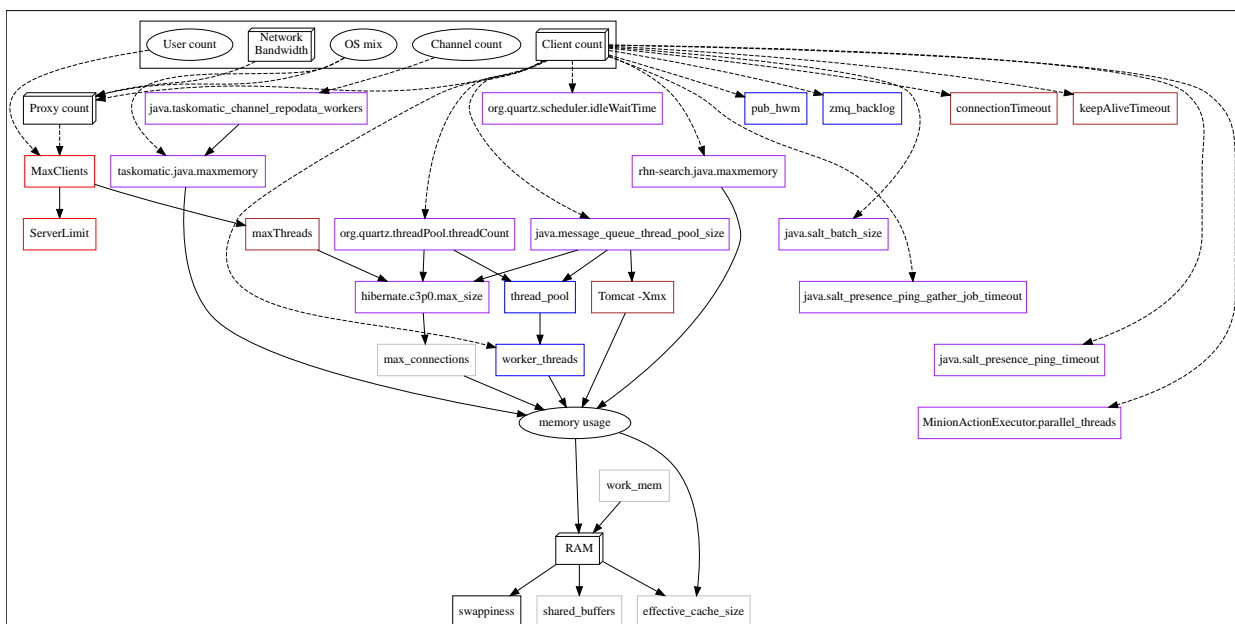 User count
Network
Bandwidth
OS mix
Channel count
Client count
Proxy count
java.taskomatic_channel_repodata_workers
org.quartz.scheduler.idleWaitTime
pub_hwm
zmq_backlog
connectionTimeout
keepAliveTimeout
MaxClients
taskomatic.java.maxmemory
rhn-search.java.maxmemory
ServerLimit
maxThreads
org.quartz.threadPool.threadCount
java.message_queue_thread_pool_size
java.salt_batch_size
hibernate.c3p0.max_size
thread_pool
Tomcat -Xmx
java.salt_presence_ping_gather_job_timeout
max_connections
worker_threads
java.salt_presence_ping_timeout
memory usage
MinionActionExecutor.parallel_threads
work_mem
RAM
swappiness
shared_buffers
effective_cache_size